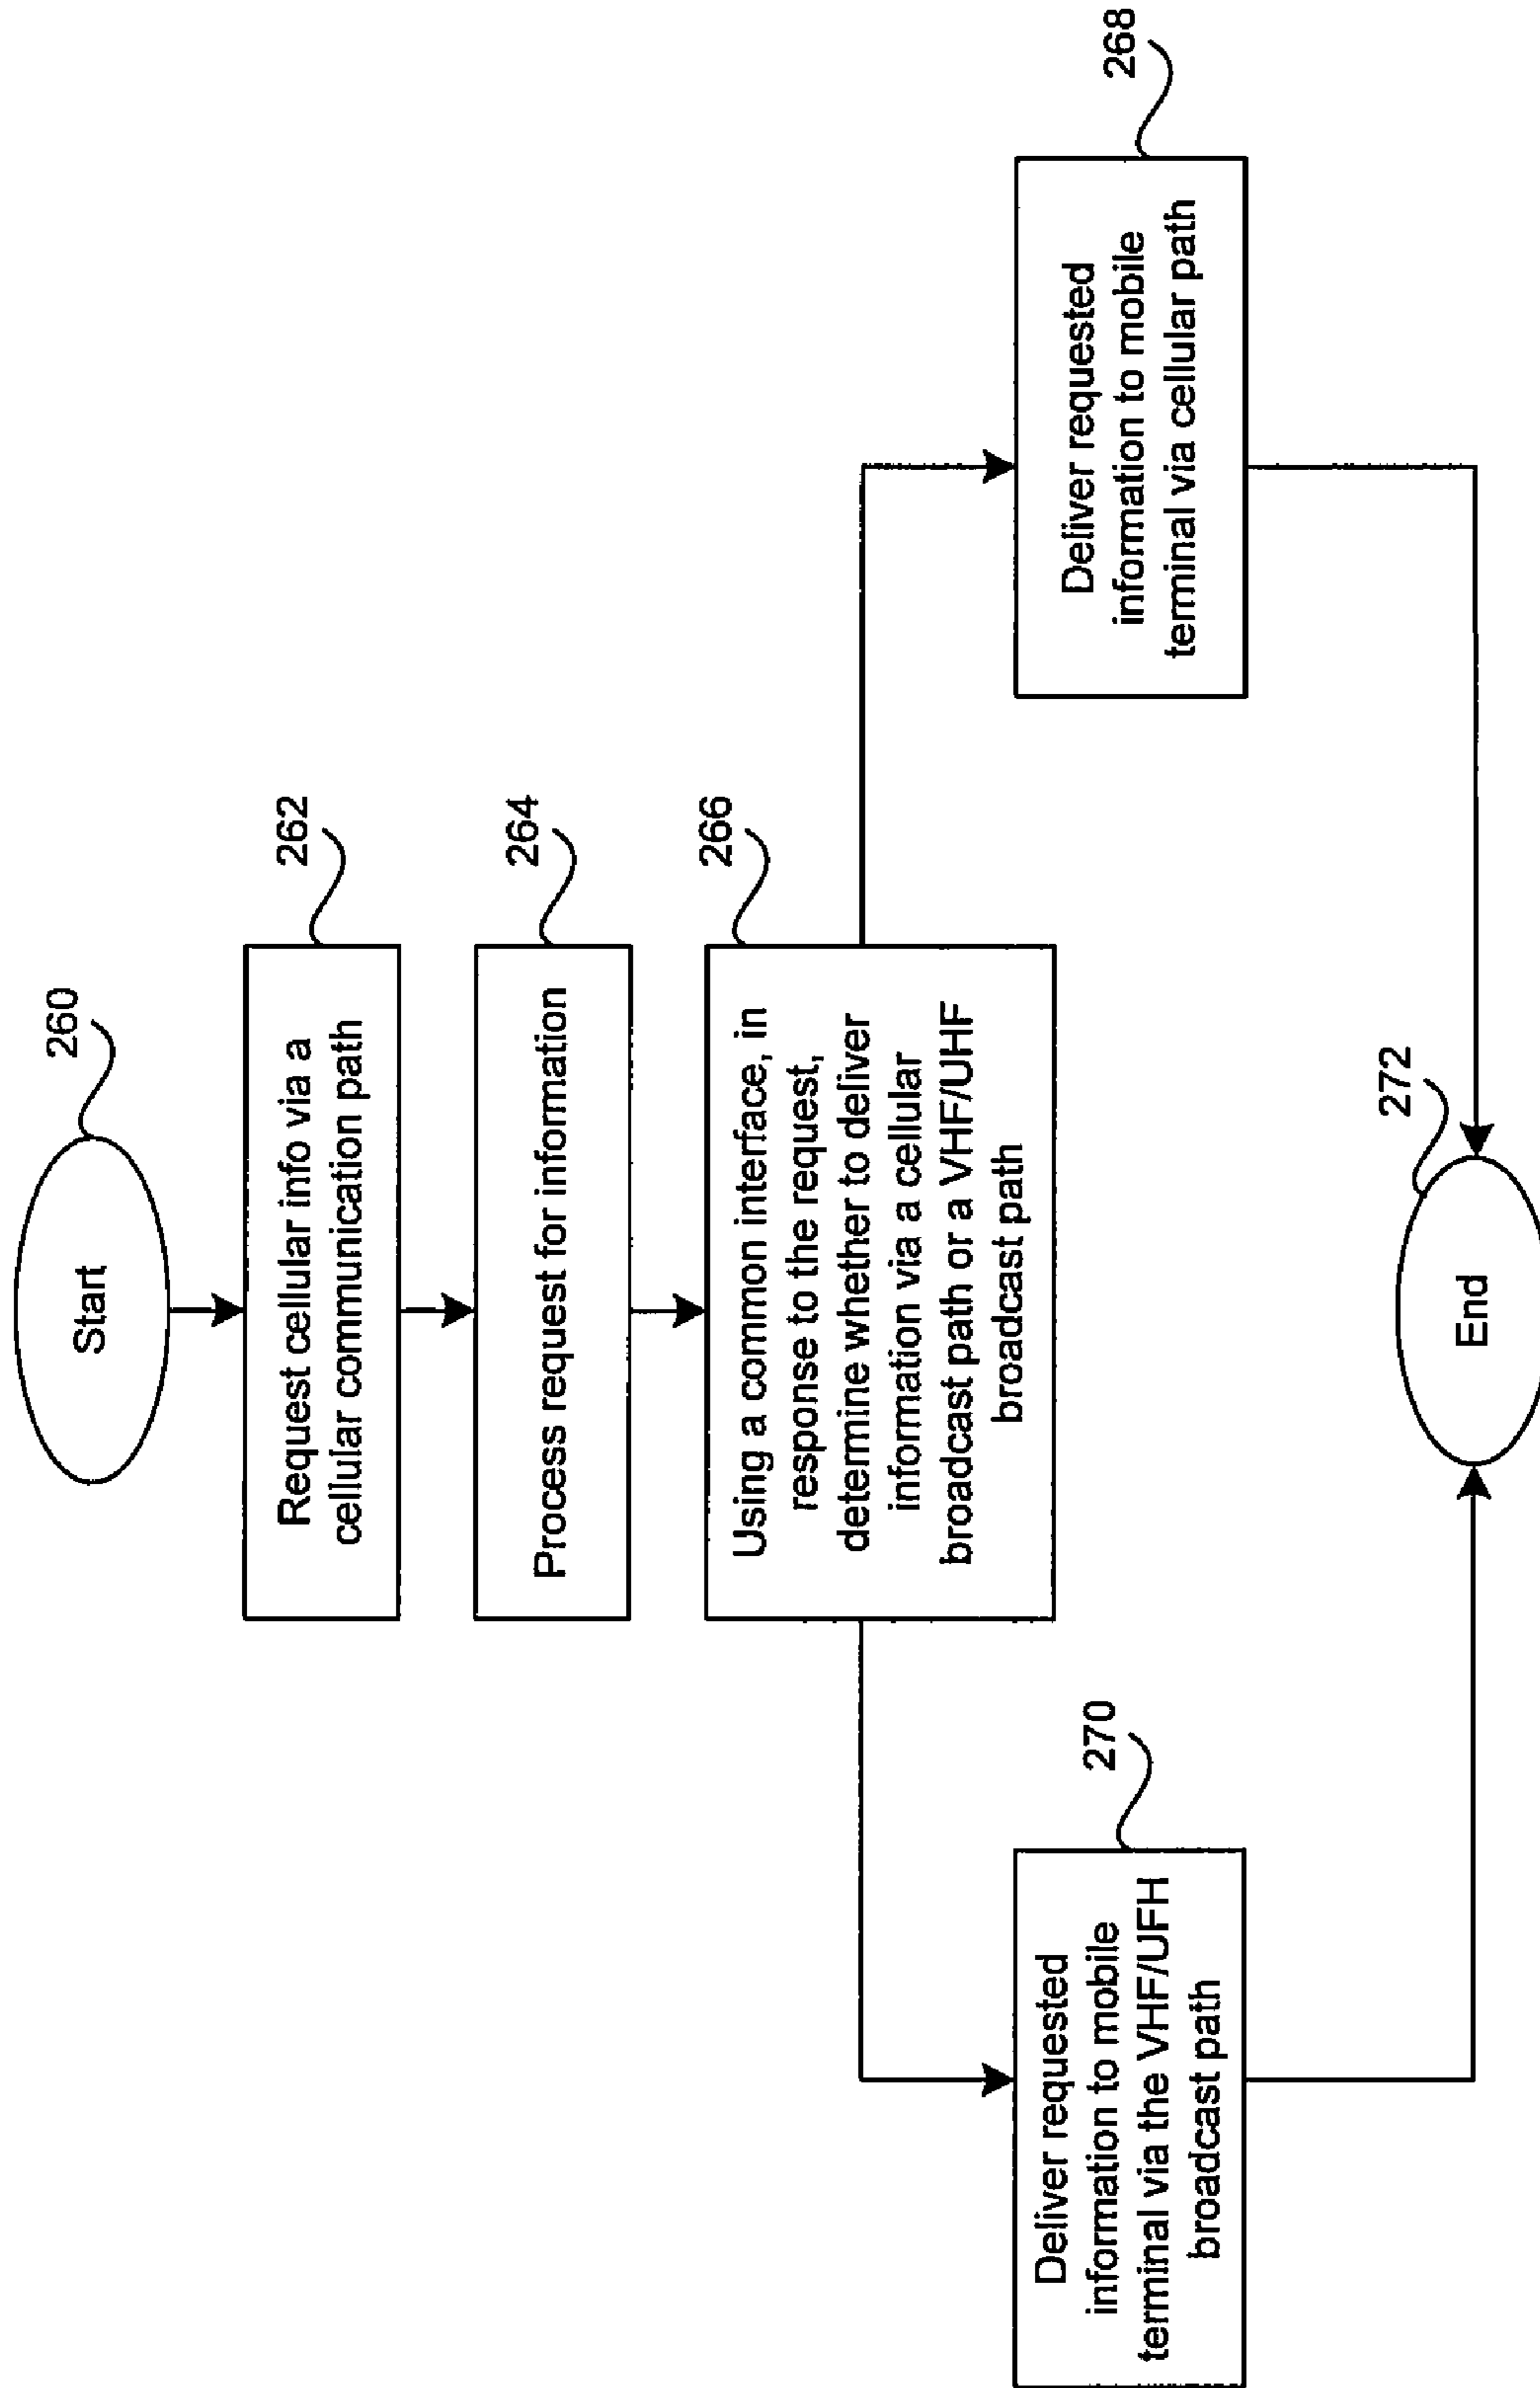 260
Start
262
Request cellular info via a
cellular communication path
264
Process request for information
266
Using a common interface, in
response to the request,
determine whether to deliver
information via a cellular
broadcast path or a VHF/UHF
broadcast path
270
Deliver requested
information to mobile
terminal via the VHF/UFH
broadcast path
268
Deliver requested
information to mobile
terminal via cellular path
272
End